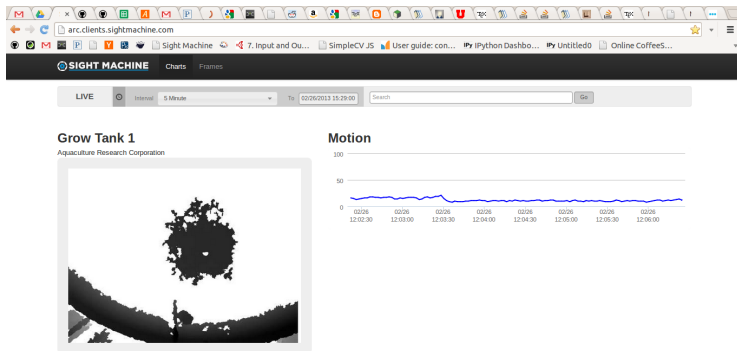 arc.clients.sightmachine.com
Sight Machine
7. Input and Ou...
SimpleCV JS
User guide: con...
IPy IPython Dashbo...
IPy Untitled0
Online CoffeeS...
SIGHT MACHINE
Charts
Frames
LIVE
Interval
5 Minute
To
02/26/2013 15:29:00
Search
Go
Grow Tank 1
Aquaculture Research Corporation
Motion
100
50
0
02/26 02/26 02/26 02/26 02/26 02/26 02/26 02/26
12:02:30 12:03:00 12:03:30 12:04:00 12:04:30 12:05:00 12:05:30 12:06:00